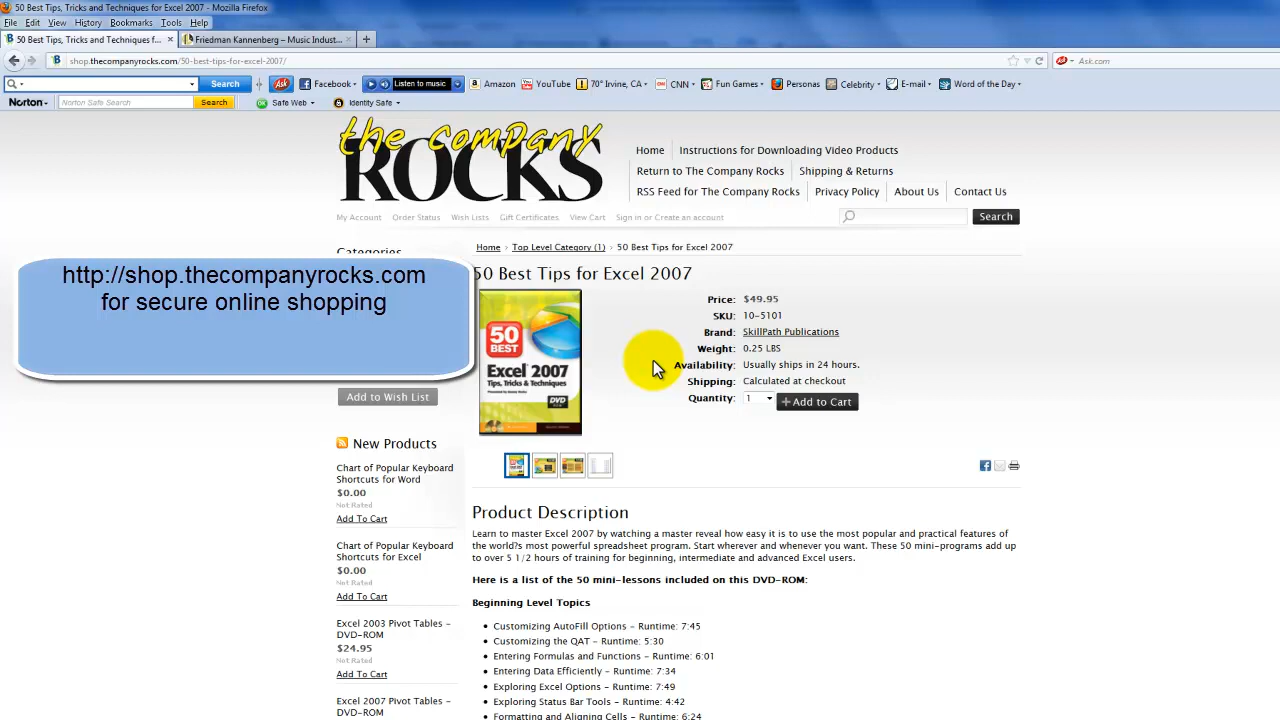 50 Best Tips, Tricks and Techniques for Excel 2007 - Mozilla Firefox
File Edit View History Bookmarks Tools Help
50 Best Tips, Tricks and Techniques f... × Friedman Kannenberg – Music Indust... × +
shop.thecompanyrocks.com/50-best-tips-for-excel-2007/ Ask.com
Search Ask Facebook Listen to music Amazon YouTube 70° Irvine, CA CNN Fun Games Personas Celebrity E-mail Word of the Day
Norton Norton Safe Search Search Safe Web Identity Safe
the company
ROCKS
Home Instructions for Downloading Video Products
Return to The Company Rocks Shipping & Returns
RSS Feed for The Company Rocks Privacy Policy About Us Contact Us
My Account Order Status Wish Lists Gift Certificates View Cart Sign in or Create an account Search
Categories
Home › Top Level Category (1) › 50 Best Tips for Excel 2007
http://shop.thecompanyrocks.com
for secure online shopping
50 Best Tips for Excel 2007
50
BEST
Excel 2007
Tips, Tricks & Techniques
DVD
Price: $49.95
SKU: 10-5101
Brand: SkillPath Publications
Weight: 0.25 LBS
Availability: Usually ships in 24 hours.
Shipping: Calculated at checkout
Quantity: 1 + Add to Cart
Add to Wish List
New Products
Chart of Popular Keyboard
Shortcuts for Word
$0.00
Not Rated
Add To Cart
Chart of Popular Keyboard
Shortcuts for Excel
$0.00
Not Rated
Add To Cart
Excel 2003 Pivot Tables –
DVD-ROM
$24.95
Not Rated
Add To Cart
Excel 2007 Pivot Tables –
DVD-ROM
Product Description
Learn to master Excel 2007 by watching a master reveal how easy it is to use the most popular and practical features of
the world?s most powerful spreadsheet program. Start wherever and whenever you want. These 50 mini-programs add up
to over 5 1/2 hours of training for beginning, intermediate and advanced Excel users.
Here is a list of the 50 mini-lessons included on this DVD-ROM:
Beginning Level Topics
• Customizing AutoFill Options – Runtime: 7:45
• Customizing the QAT – Runtime: 5:30
• Entering Formulas and Functions – Runtime: 6:01
• Entering Data Efficiently – Runtime: 7:34
• Exploring Excel Options – Runtime: 7:49
• Exploring Status Bar Tools – Runtime: 4:42
• Formatting and Aligning Cells – Runtime: 6:24